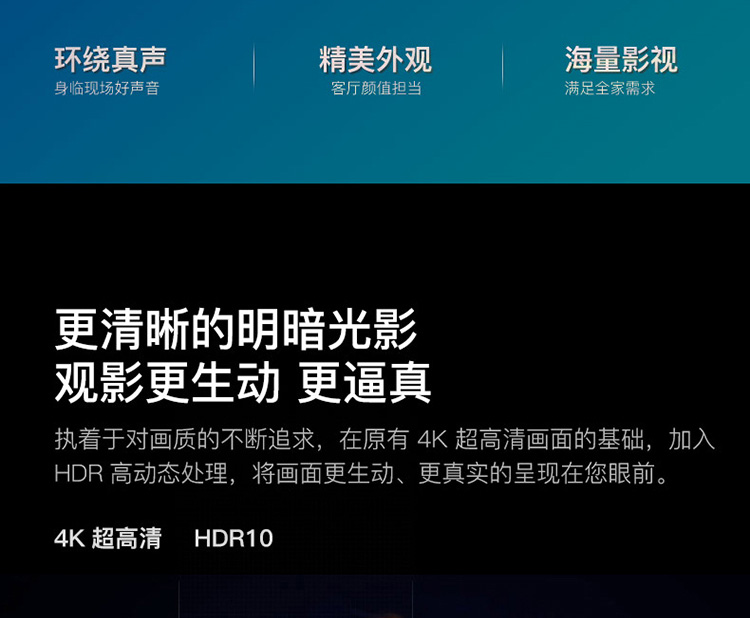 环绕真声
精美外观
海量影视
身临现场好声音
客厅颜值担当
满足全家需求
更清晰的明暗光影
观影更生动 更逼真
执着于对画质的不断追求，在原有 4K 超高清画面的基础，加入
HDR 高动态处理，将画面更生动、更真实的呈现在您眼前。
4K 超高清
HDR10